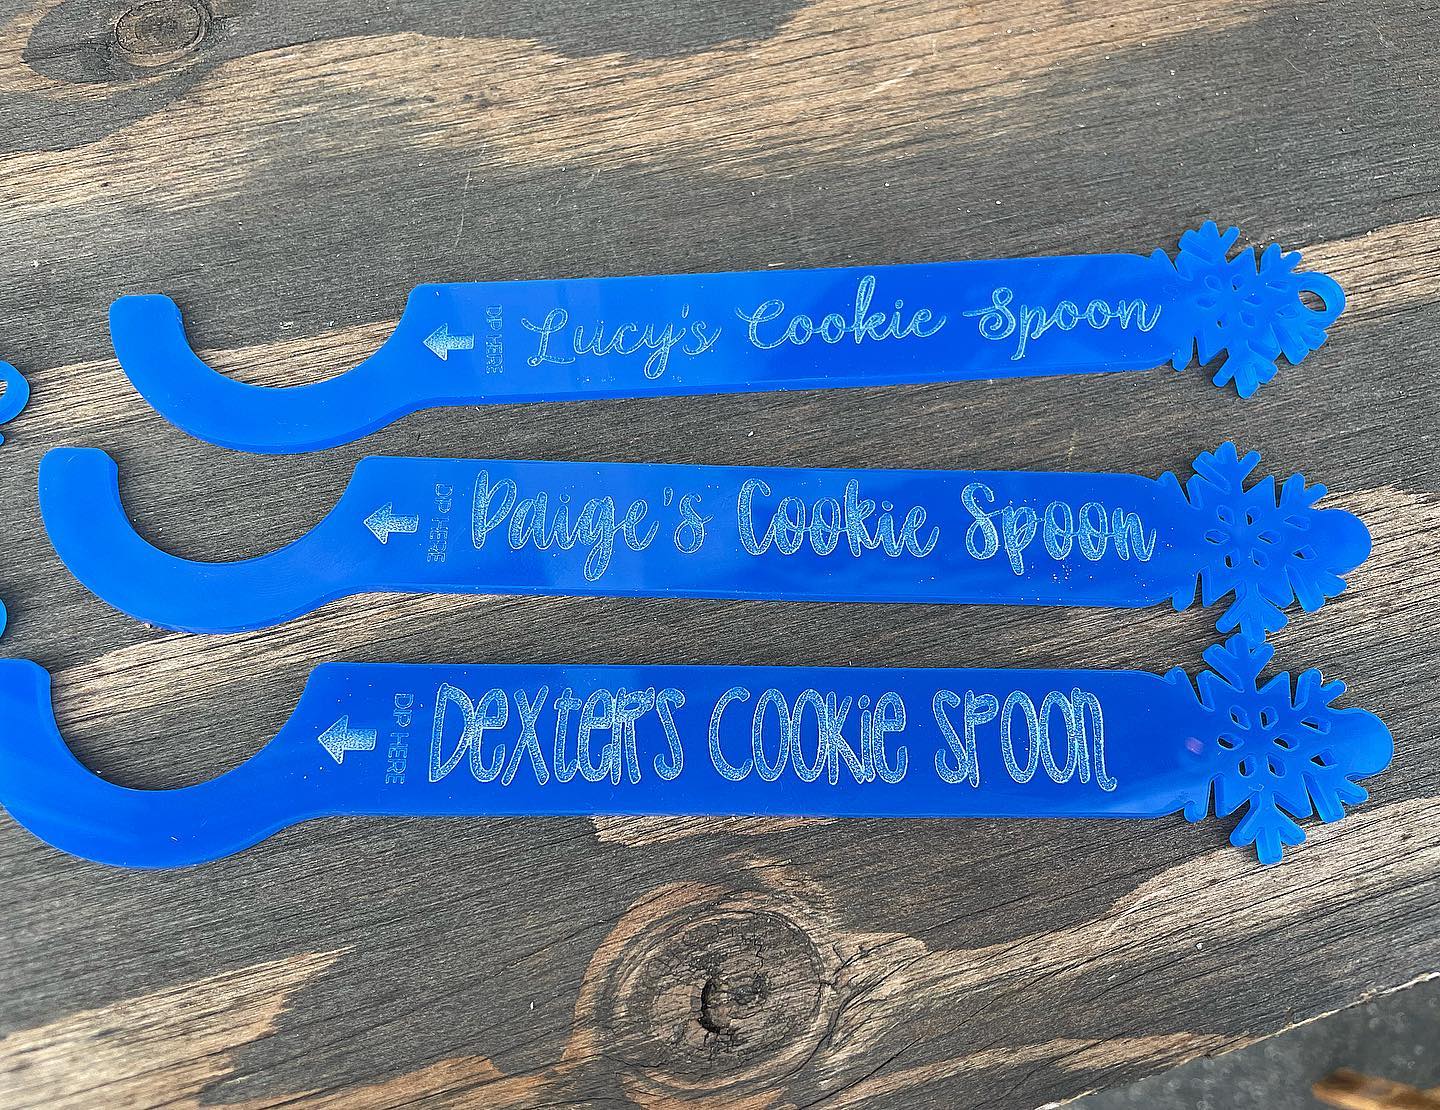 DIP HERE
Lucy's Cookie Spoon
DIP HERE
Paige's Cookie Spoon
DIP HERE
Dexter's Cookie Spoon